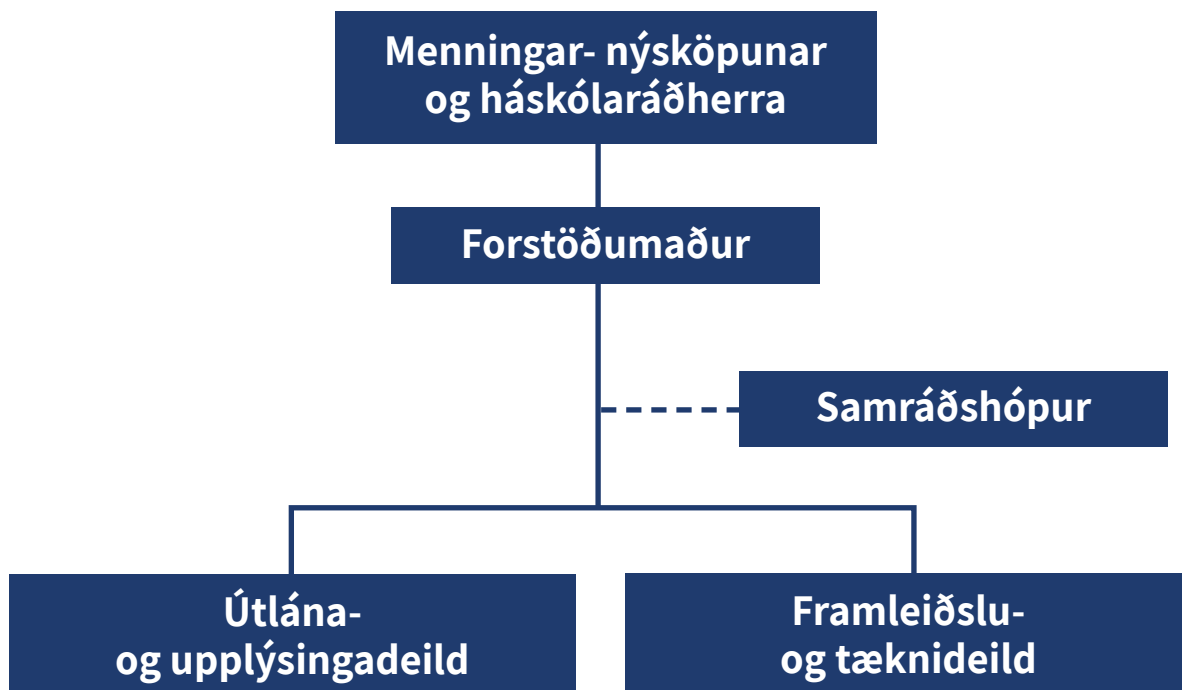 Menningar- nýsköpunar
og háskólaráðherra
Forstöðumaður
Samráðshópur
Útlána-
og upplýsingadeild
Framleiðslu-
og tæknideild